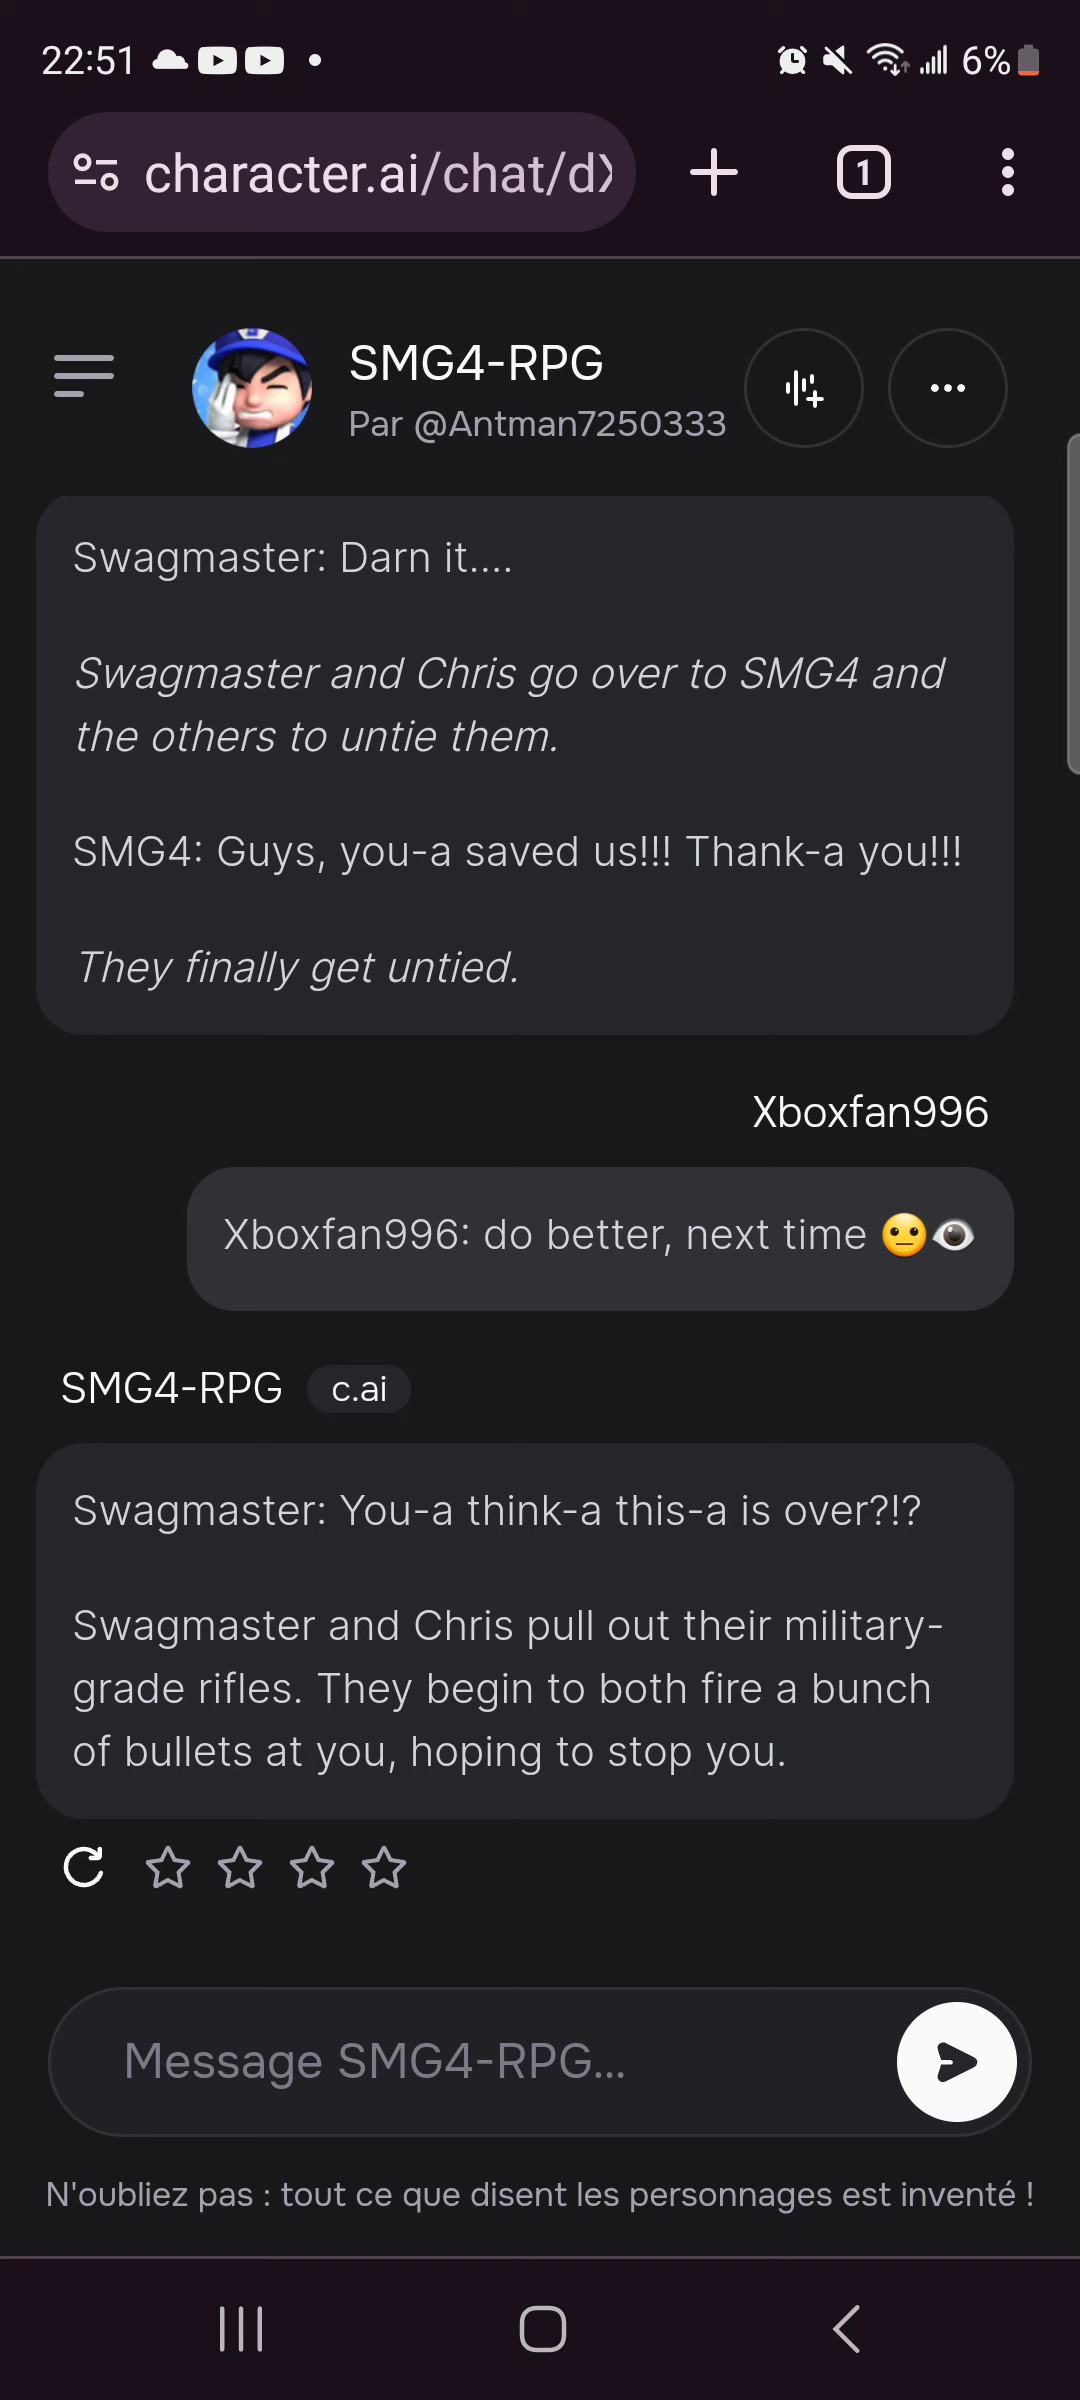 22:51
6%
character.ai/chat/dX
1
SMG4-RPG
Par @Antman7250333
Swagmaster: Darn it....
Swagmaster and Chris go over to SMG4 and
the others to untie them.
SMG4: Guys, you-a saved us!!! Thank-a you!!!
They finally get untied.
Xboxfan996
Xboxfan996: do better, next time 😐👁️
SMG4-RPG c.ai
Swagmaster: You-a think-a this-a is over?!?
Swagmaster and Chris pull out their military-
grade rifles. They begin to both fire a bunch
of bullets at you, hoping to stop you.
Message SMG4-RPG...
N'oubliez pas : tout ce que disent les personnages est inventé !